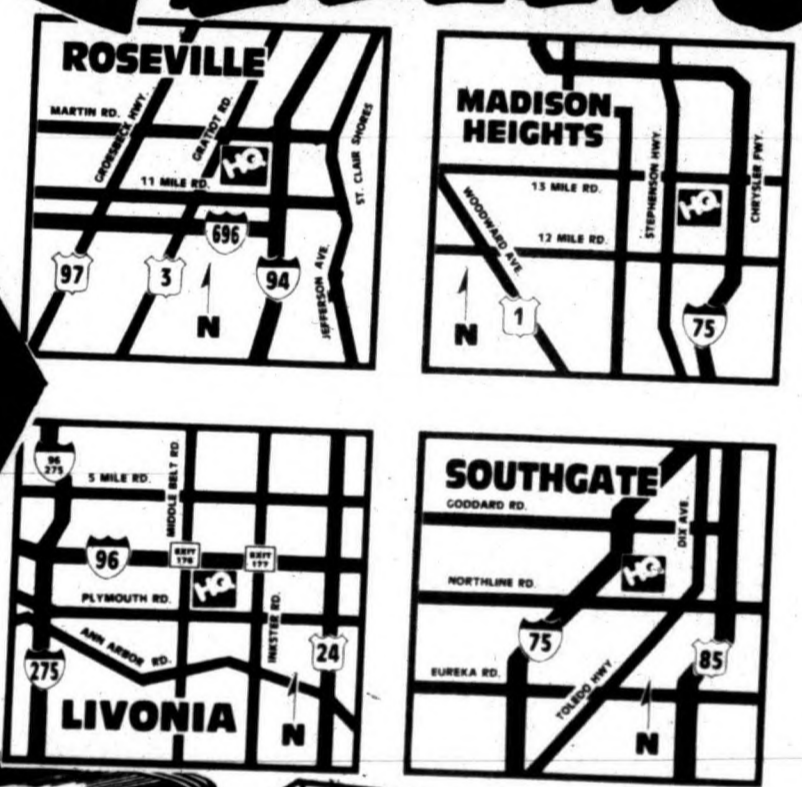 ROSEVILLE
MARTIN RD.
GROESBECK HWY.
GRATIOT RD.
ST. CLAIR SHORES
HQ
11 MILE RD.
696
97
3
94
JEFFERSON AVE.
N
MADISON
HEIGHTS
STEPHENSON HWY.
CHRYSLER FWY.
13 MILE RD.
HQ
WOODWARD AVE.
12 MILE RD.
N
1
75
96
275
5 MILE RD.
MIDDLE BELT RD.
96
EXIT
176
EXIT
177
HQ
PLYMOUTH RD.
INKSTER RD.
ANN ARBOR RD.
275
24
LIVONIA
N
SOUTHGATE
GODDARD RD.
DIX AVE.
HQ
NORTHLINE RD.
75
85
EUREKA RD.
TOLEDO HWY.
N